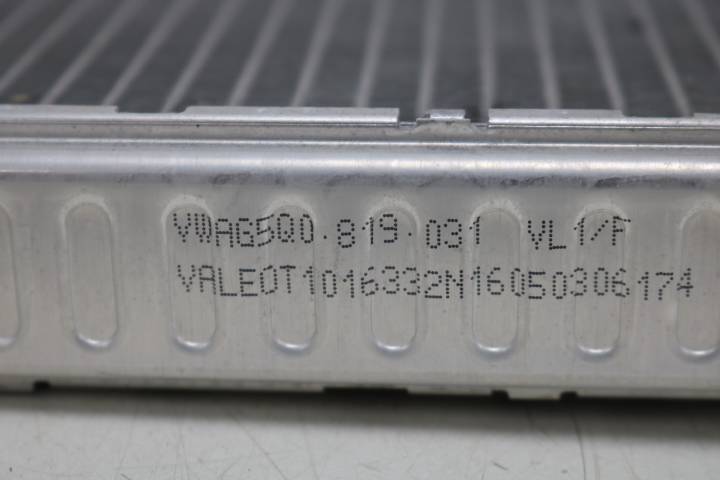 VWAG5Q0.819.031 VL1/F
VALEOT1016332N16050306174